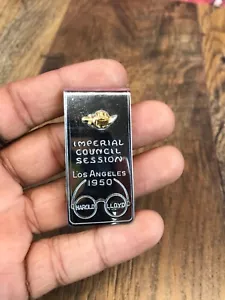 IMPERIAL
COUNCIL
SESSION
LOS ANGELES
1950
HAROLD LLOYD